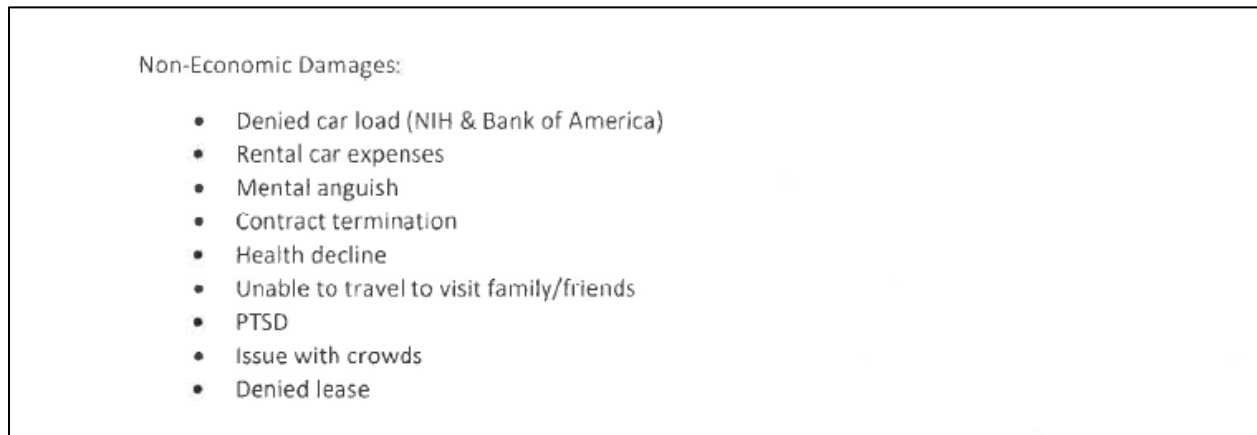 Non-Economic Damages:
• Denied car load (NIH & Bank of America)
• Rental car expenses
• Mental anguish
• Contract termination
• Health decline
• Unable to travel to visit family/friends
• PTSD
• Issue with crowds
• Denied lease